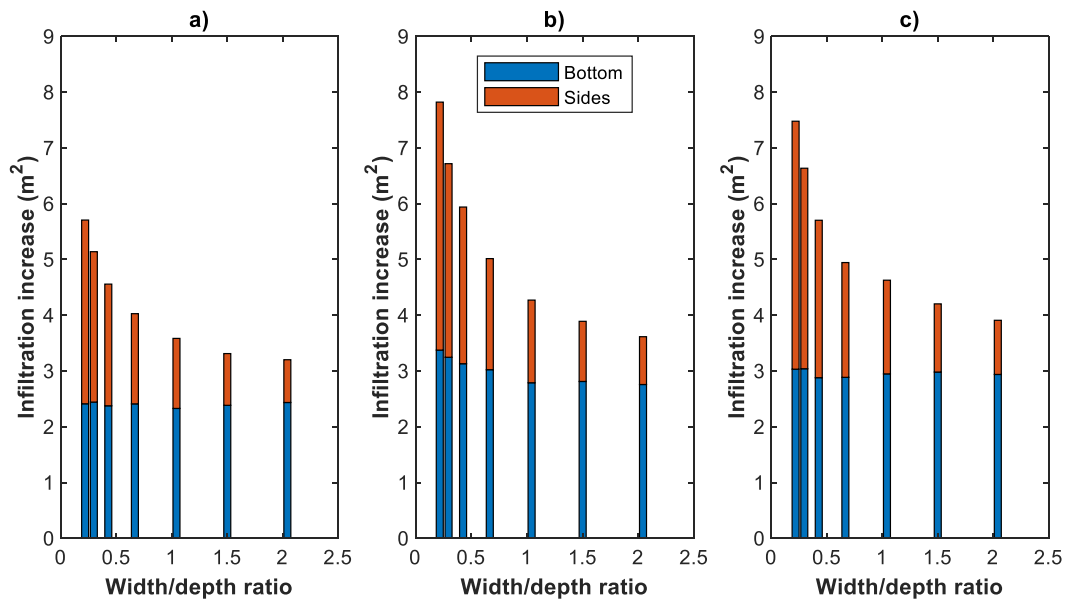 a)
9
8
7
6
5
4
3
2
1
0
Infiltration increase (m²)
0 0.5 1 1.5 2 2.5
Width/depth ratio
b)
9
8
7
6
5
4
3
2
1
0
Infiltration increase (m²)
Bottom
Sides
0 0.5 1 1.5 2 2.5
Width/depth ratio
c)
9
8
7
6
5
4
3
2
1
0
Infiltration increase (m²)
0 0.5 1 1.5 2 2.5
Width/depth ratio